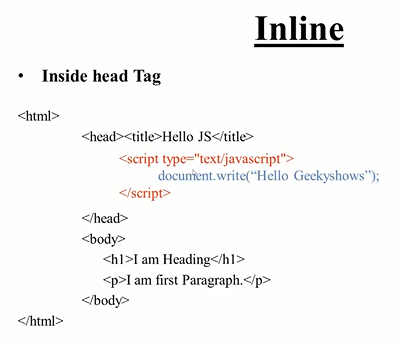 Inline
• Inside head Tag
<html>
<head><title>Hello JS</title>
<script type="text/javascript">
document.write(“Hello Geekyshows”);
</script>
</head>
<body>
<h1>I am Heading</h1>
<p>I am first Paragraph.</p>
</body>
</html>